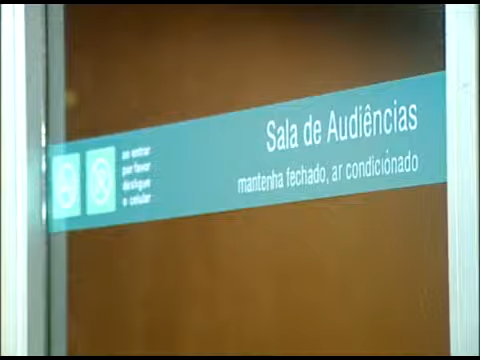 Sala de Audiências
mantenha fechado, ar condicionado
ao entrar
por favor
desligue
o celular